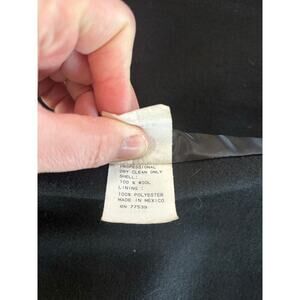 PROFESSIONAL
DRY CLEAN ONLY
SHELL:
100 % WOOL
LINING :
100% POLYESTER
MADE IN MEXICO
RN 77539